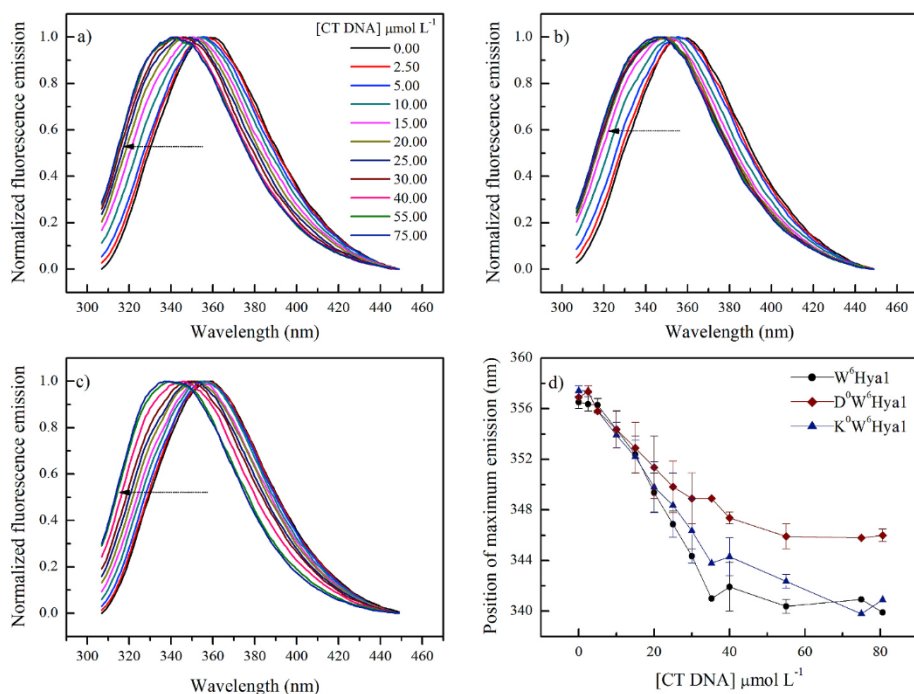 a)
[CT DNA] μmol L⁻¹
0.00
2.50
5.00
10.00
15.00
20.00
25.00
30.00
40.00
55.00
75.00
Normalized fluorescence emission
1.0
0.8
0.6
0.4
0.2
0.0
300 320 340 360 380 400 420 440 460
Wavelength (nm)
b)
Normalized fluorescence emission
1.0
0.8
0.6
0.4
0.2
0.0
300 320 340 360 380 400 420 440 460
Wavelength (nm)
c)
Normalized fluorescence emission
1.0
0.8
0.6
0.4
0.2
0.0
300 320 340 360 380 400 420 440 460
Wavelength (nm)
d)
W⁶Hya1
D⁰W⁶Hya1
K⁰W⁶Hya1
Position of maximum emission (nm)
360
356
352
348
344
340
0 20 40 60 80
[CT DNA] μmol L⁻¹